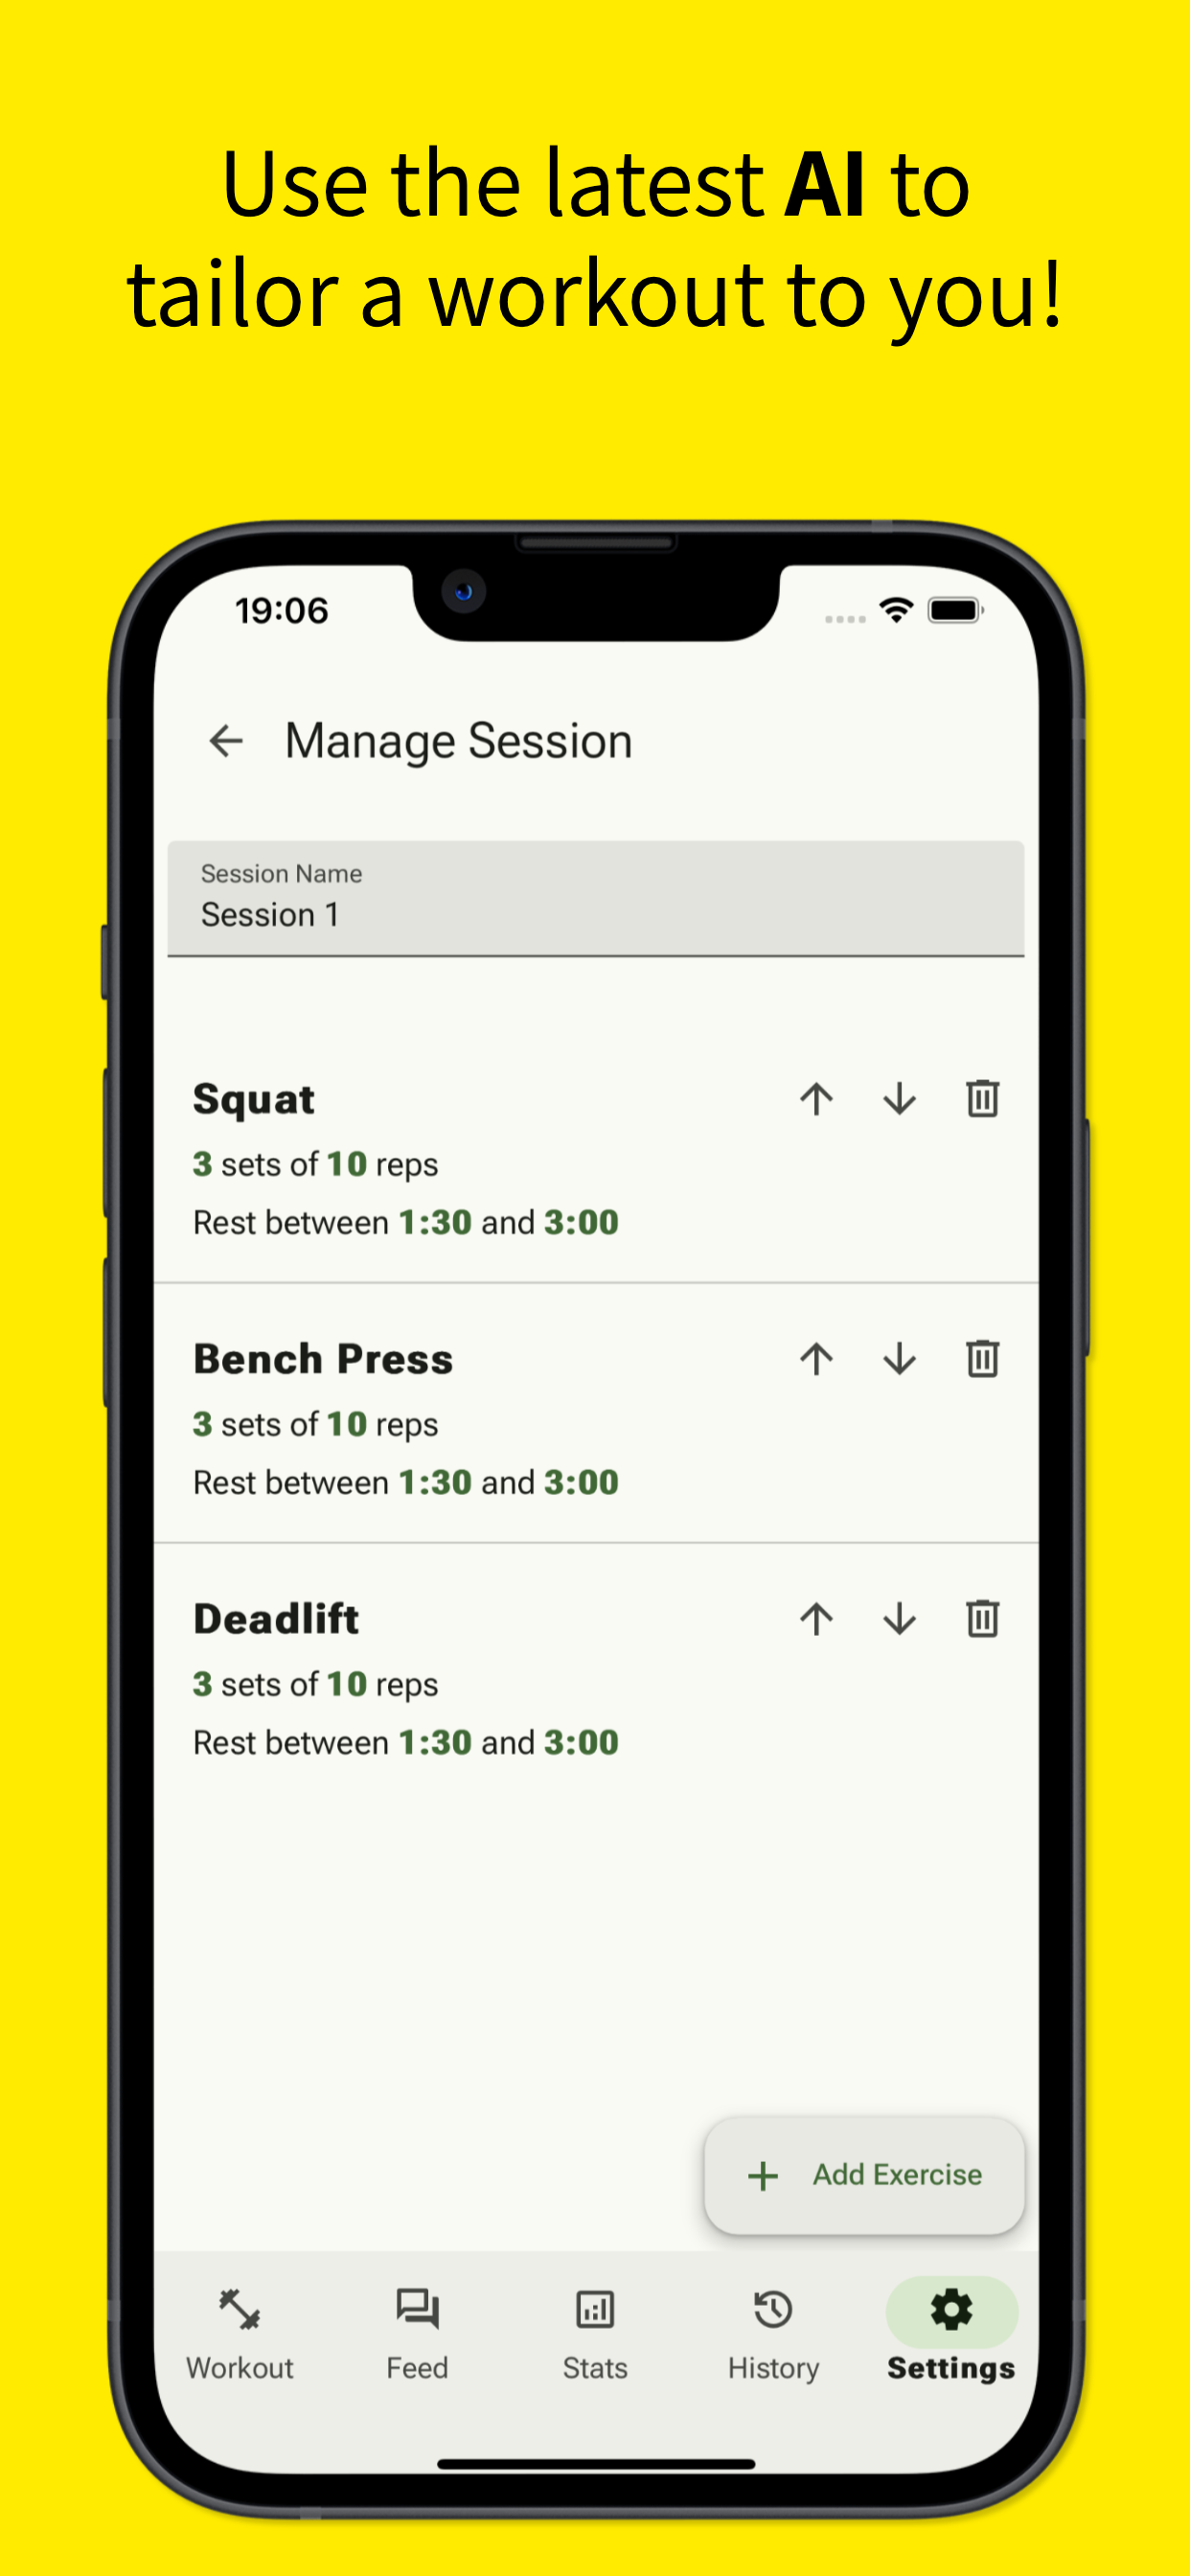 Use the latest AI to
tailor a workout to you!
19:06
Manage Session
Session Name
Session 1
Squat
3 sets of 10 reps
Rest between 1:30 and 3:00
Bench Press
3 sets of 10 reps
Rest between 1:30 and 3:00
Deadlift
3 sets of 10 reps
Rest between 1:30 and 3:00
+ Add Exercise
Workout Feed Stats History Settings